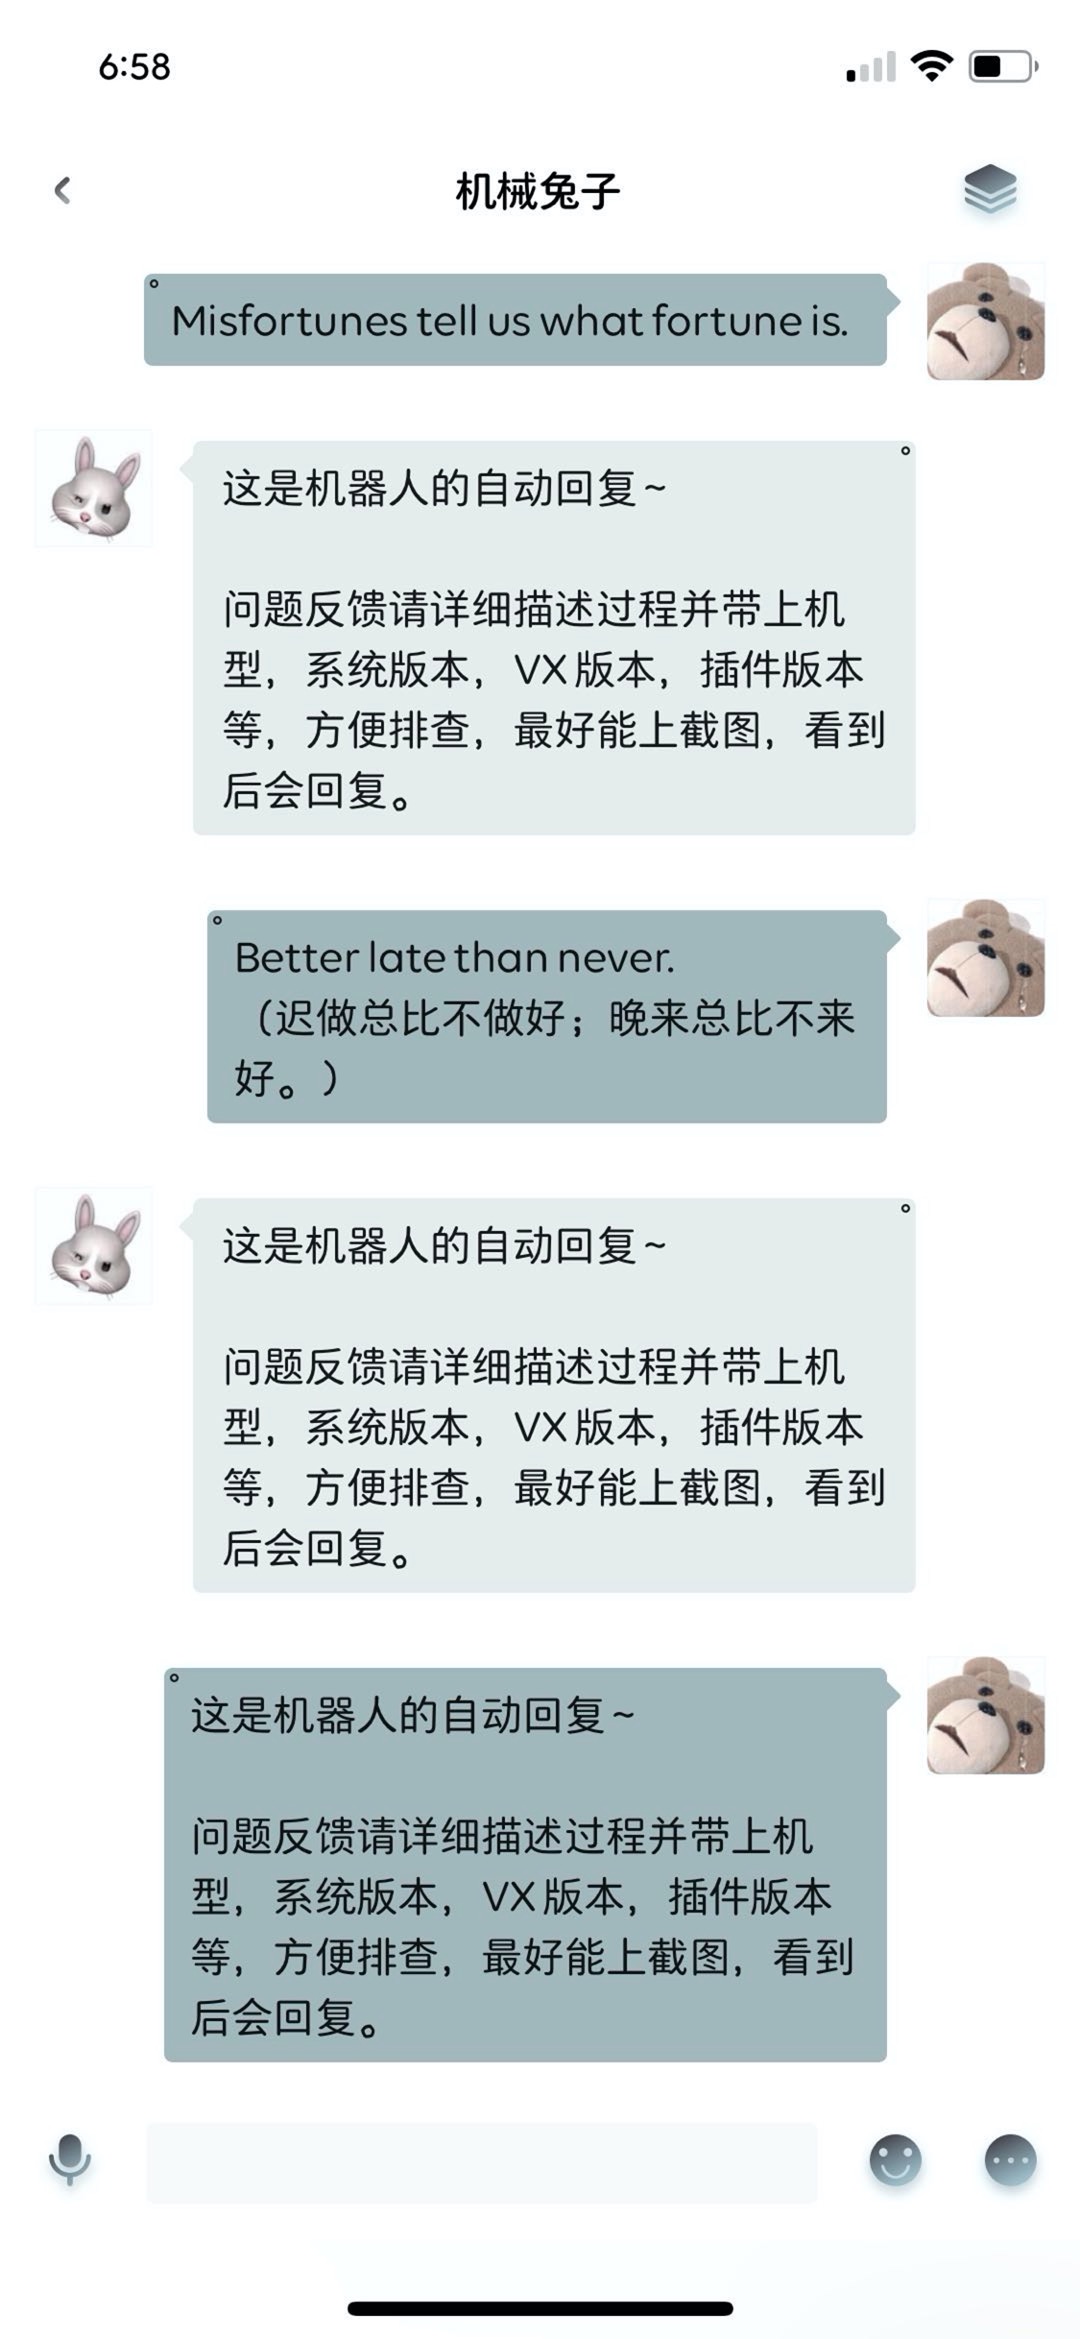 6:58
机械兔子
Misfortunes tell us what fortune is.
这是机器人的自动回复~
问题反馈请详细描述过程并带上机
型，系统版本，VX版本，插件版本
等，方便排查，最好能上截图，看到
后会回复。
Better late than never.
（迟做总比不做好；晚来总比不来
好。）
这是机器人的自动回复~
问题反馈请详细描述过程并带上机
型，系统版本，VX版本，插件版本
等，方便排查，最好能上截图，看到
后会回复。
这是机器人的自动回复~
问题反馈请详细描述过程并带上机
型，系统版本，VX版本，插件版本
等，方便排查，最好能上截图，看到
后会回复。